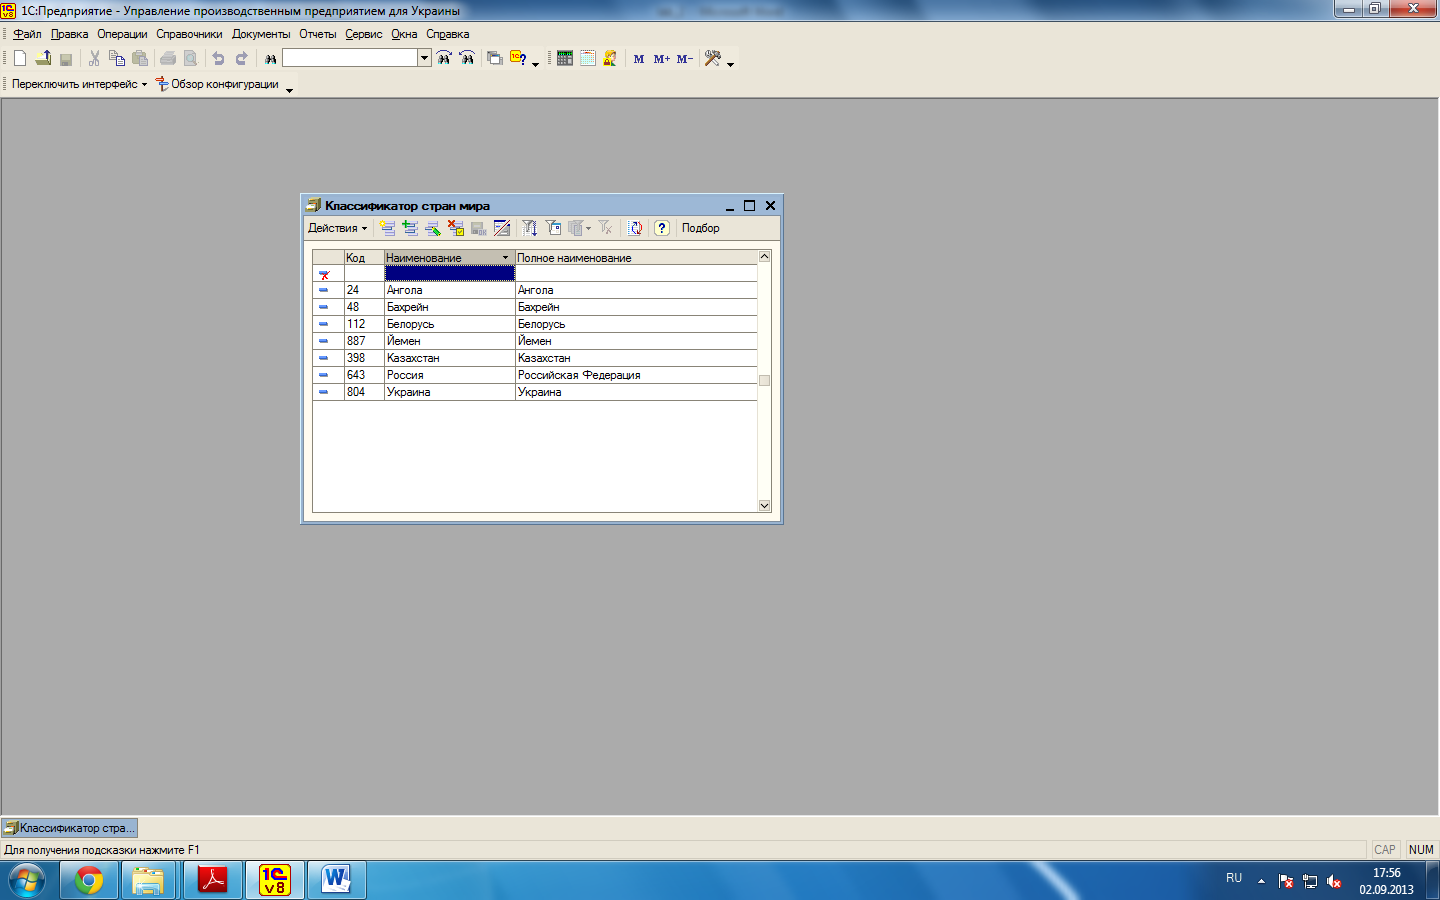 1С:Предприятие - Управление производственным предприятием для Украины
Файл Правка Операции Справочники Документы Отчеты Сервис Окна Справка
M M+ M-
Переключить интерфейс Обзор конфигурации
Классификатор стран мира
Действия Подбор
Код Наименование Полное наименование
24 Ангола Ангола
48 Бахрейн Бахрейн
112 Белорусь Белорусь
887 Йемен Йемен
398 Казахстан Казахстан
643 Россия Российская Федерация
804 Украина Украина
Классификатор стра...
Для получения подсказки нажмите F1 CAP NUM
1С v8 RU 17:56
02.09.2013